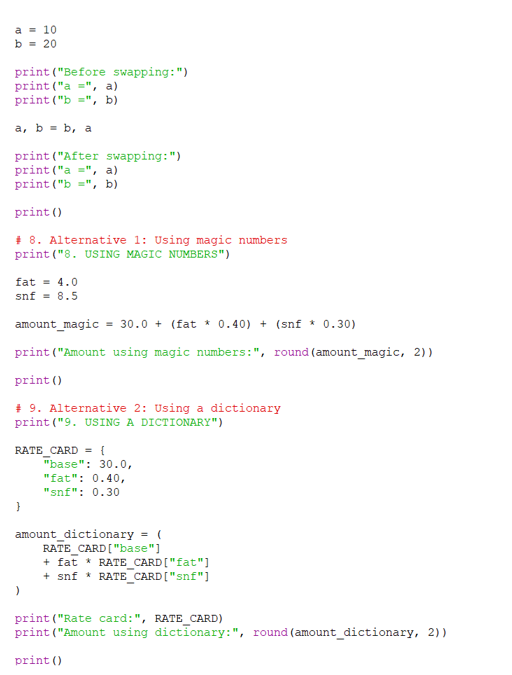 a = 10
b = 20

print("Before swapping:")
print("a =", a)
print("b =", b)

a, b = b, a

print("After swapping:")
print("a =", a)
print("b =", b)

print()

# 8. Alternative 1: Using magic numbers
print("8. USING MAGIC NUMBERS")

fat = 4.0
snf = 8.5

amount_magic = 30.0 + (fat * 0.40) + (snf * 0.30)

print("Amount using magic numbers:", round(amount_magic, 2))

print()

# 9. Alternative 2: Using a dictionary
print("9. USING A DICTIONARY")

RATE_CARD = {
    "base": 30.0,
    "fat": 0.40,
    "snf": 0.30
}

amount_dictionary = (
    RATE_CARD["base"]
    + fat * RATE_CARD["fat"]
    + snf * RATE_CARD["snf"]
)

print("Rate card:", RATE_CARD)
print("Amount using dictionary:", round(amount_dictionary, 2))

print()